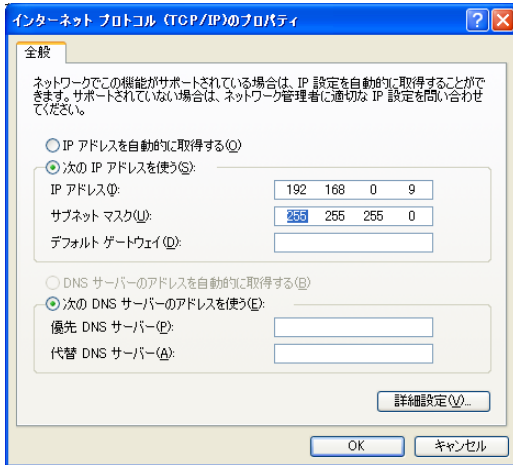 インターネット プロトコル (TCP/IP)のプロパティ
全般
ネットワークでこの機能がサポートされている場合は、IP 設定を自動的に取得することがで
きます。サポートされていない場合は、ネットワーク管理者に適切な IP 設定を問い合わせ
てください。
IP アドレスを自動的に取得する(O)
次の IP アドレスを使う(S):
IP アドレス(I): 192 168 0 9
サブネット マスク(U): 255 255 255 0
デフォルト ゲートウェイ(D):
DNS サーバーのアドレスを自動的に取得する(B)
次の DNS サーバーのアドレスを使う(E):
優先 DNS サーバー(P):
代替 DNS サーバー(A):
詳細設定(V)...
OK キャンセル